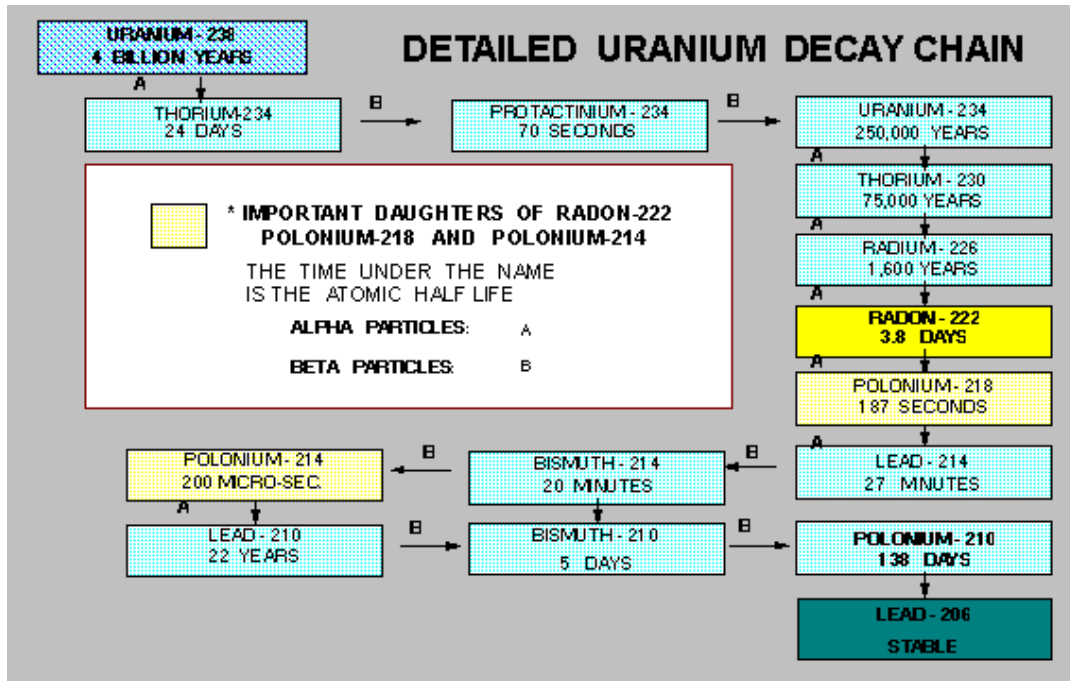 URANIUM - 238
4 BILLION YEARS
DETAILED URANIUM DECAY CHAIN
A
THORIUM-234
24 DAYS
B
PROTACTINIUM - 234
70 SECONDS
B
URANIUM - 234
250,000 YEARS
A
THORIUM - 230
75,000 YEARS
A
RADIUM - 226
1,600 YEARS
A
RADON - 222
3.8 DAYS
A
POLONIUM - 218
187 SECONDS
A
LEAD - 214
27 MINUTES
* IMPORTANT DAUGHTERS OF RADON-222
POLONIUM-218 AND POLONIUM-214
THE TIME UNDER THE NAME
IS THE ATOMIC HALF LIFE
ALPHA PARTICLES: A
BETA PARTICLES: B
B
BISMUTH - 214
20 MINUTES
B
POLONIUM - 214
200 MICRO-SEC.
A
LEAD - 210
22 YEARS
B
BISMUTH - 210
5 DAYS
B
POLONIUM - 210
138 DAYS
LEAD - 206
STABLE